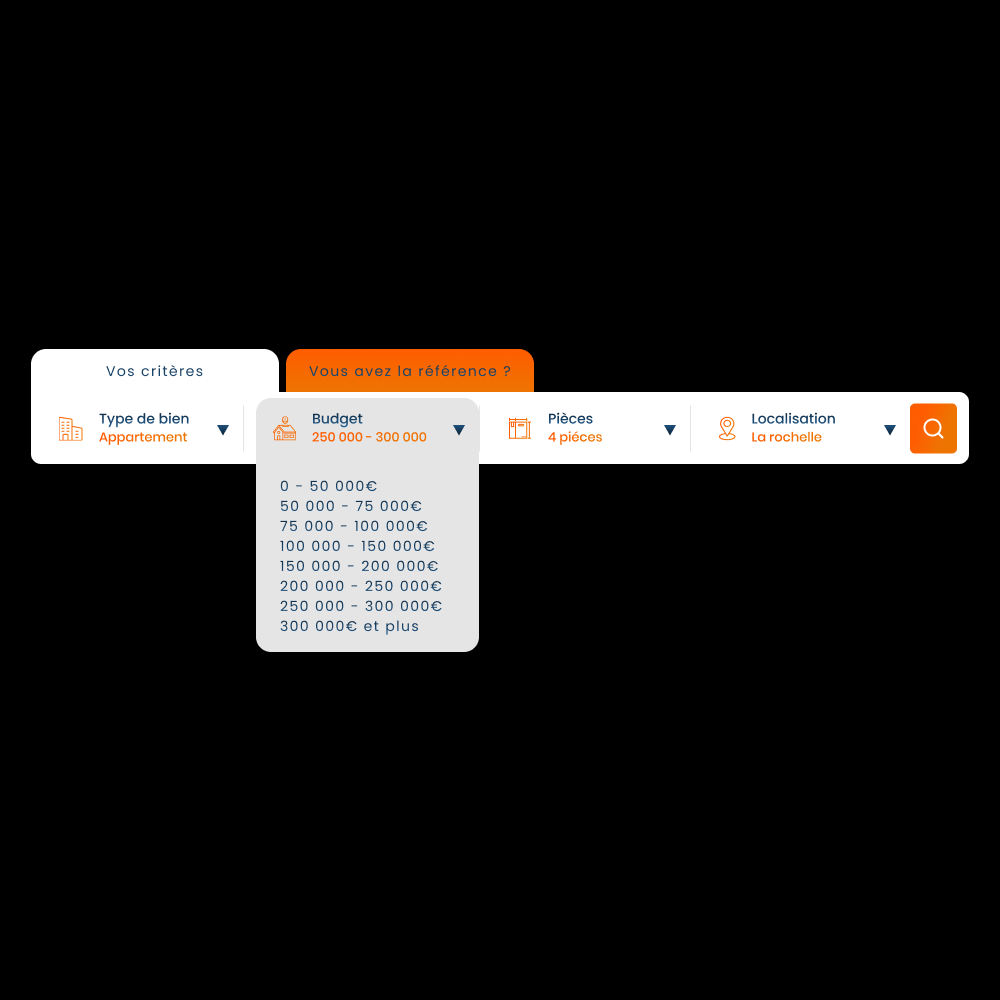 Vos critères
Vous avez la référence ?
Type de bien
Appartement
Budget
250 000 - 300 000
Pièces
4 piéces
Localisation
La rochelle
0 - 50 000€
50 000 - 75 000€
75 000 - 100 000€
100 000 - 150 000€
150 000 - 200 000€
200 000 - 250 000€
250 000 - 300 000€
300 000€ et plus